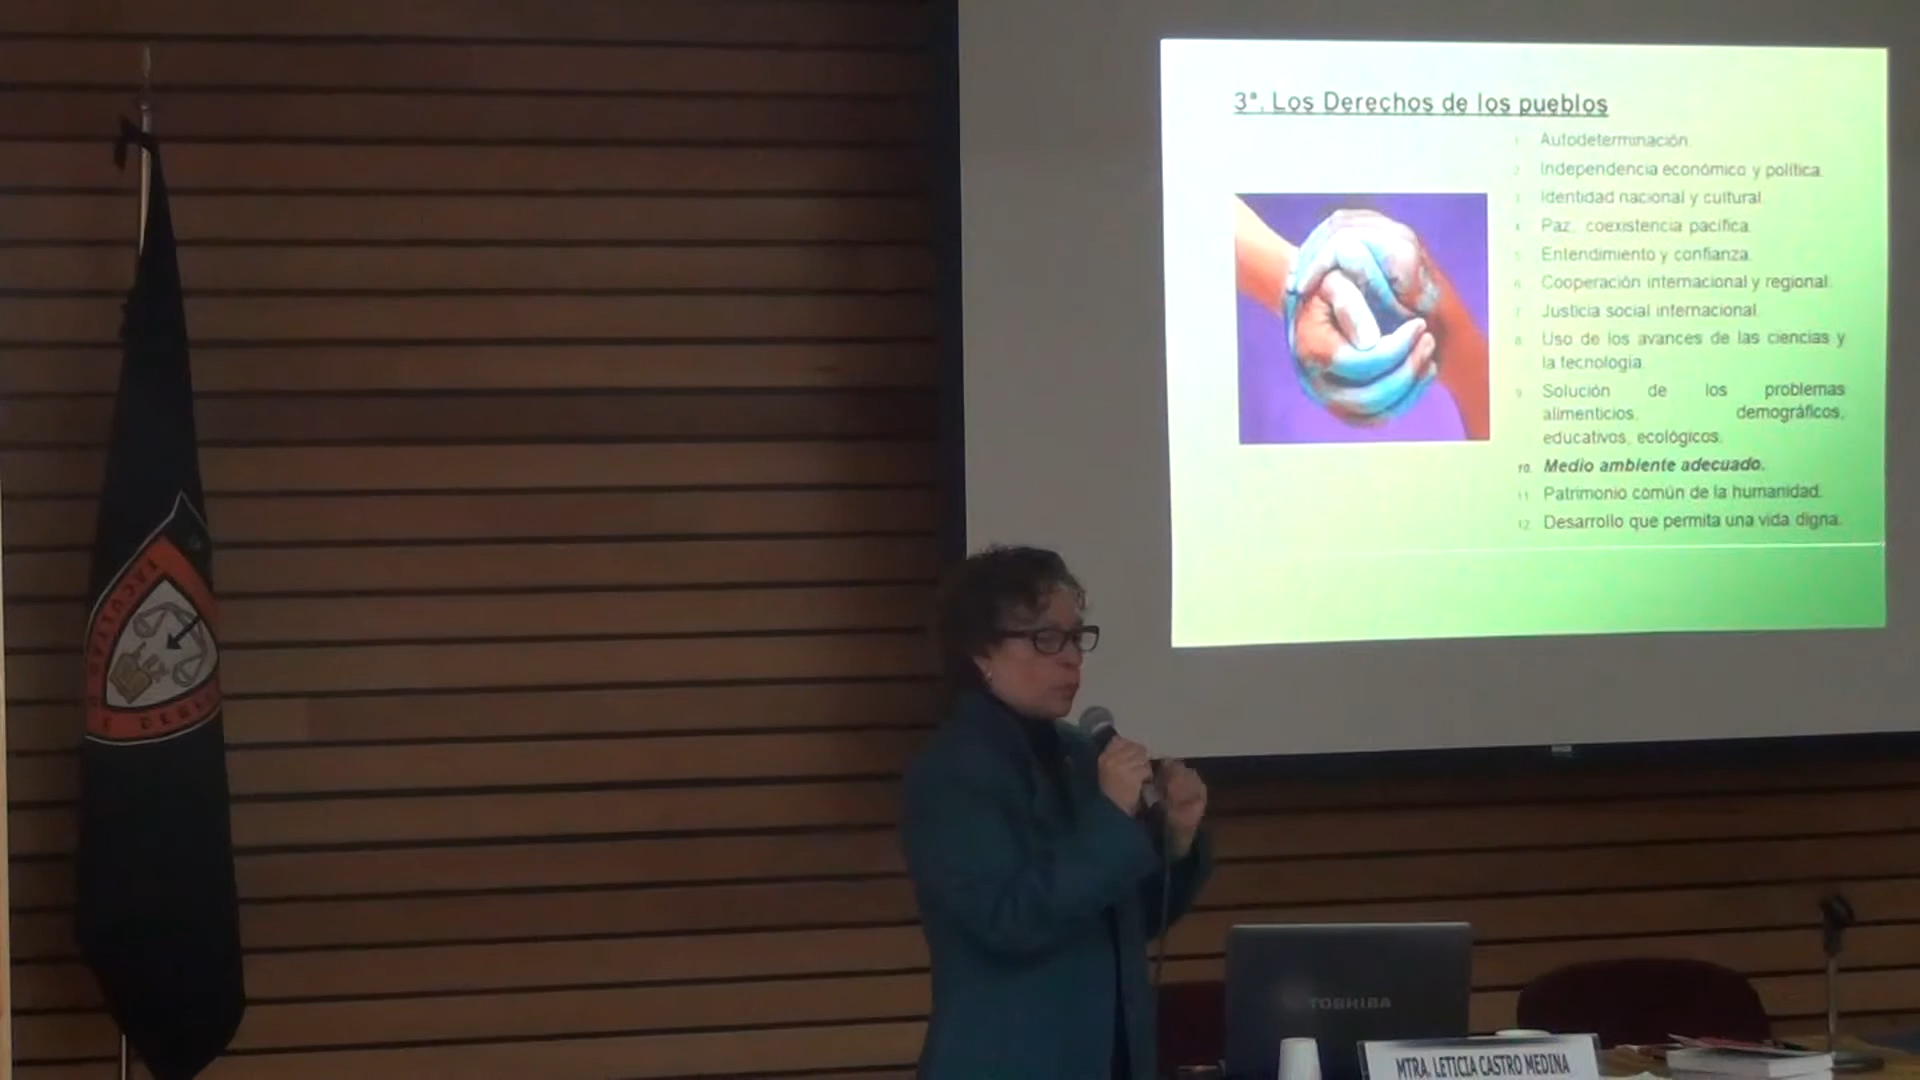 3ª. Los Derechos de los pueblos
1. Autodeterminación.
2. Independencia económico y política.
3. Identidad nacional y cultural.
4. Paz, coexistencia pacífica.
5. Entendimiento y confianza.
6. Cooperación internacional y regional.
7. Justicia social internacional.
8. Uso de los avances de las ciencias y
la tecnología.
9. Solución de los problemas
alimenticios, demográficos,
educativos, ecológicos.
10. Medio ambiente adecuado.
11. Patrimonio común de la humanidad.
12. Desarrollo que permita una vida digna.
FACULTAD
DE
TOSHIBA
MTRA. LETICIA CASTRO MEDINA